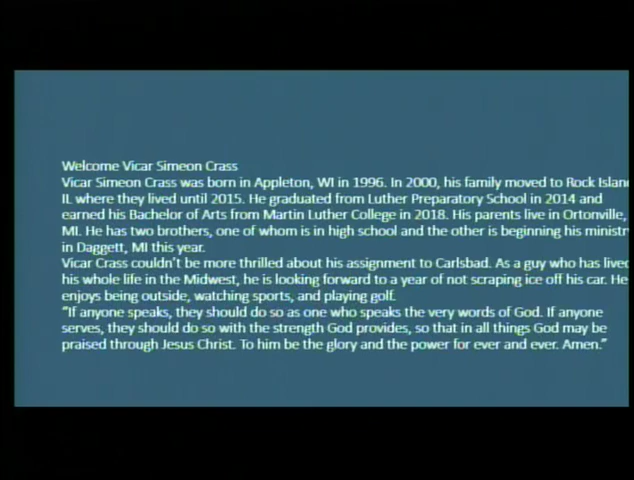 Welcome Vicar Simeon Crass
Vicar Simeon Crass was born in Appleton, WI in 1996. In 2000, his family moved to Rock Islan
IL where they lived until 2015. He graduated from Luther Preparatory School in 2014 and
earned his Bachelor of Arts from Martin Luther College in 2018. His parents live in Ortonville,
MI. He has two brothers, one of whom is in high school and the other is beginning his ministr
in Daggett, MI this year.
Vicar Crass couldn't be more thrilled about his assignment to Carlsbad. As a guy who has lived
his whole life in the Midwest, he is looking forward to a year of not scraping ice off his car. He
enjoys being outside, watching sports, and playing golf.
"If anyone speaks, they should do so as one who speaks the very words of God. If anyone
serves, they should do so with the strength God provides, so that in all things God may be
praised through Jesus Christ. To him be the glory and the power for ever and ever. Amen."